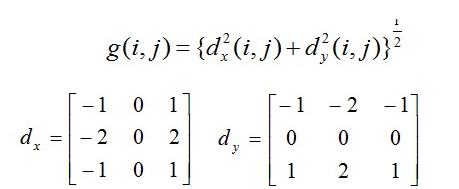 g(i, j) = {d_x^2(i, j) + d_y^2(i, j)}^{1/2}
d_x = [-1 0 1; -2 0 2; -1 0 1] d_y = [-1 -2 -1; 0 0 0; 1 2 1]